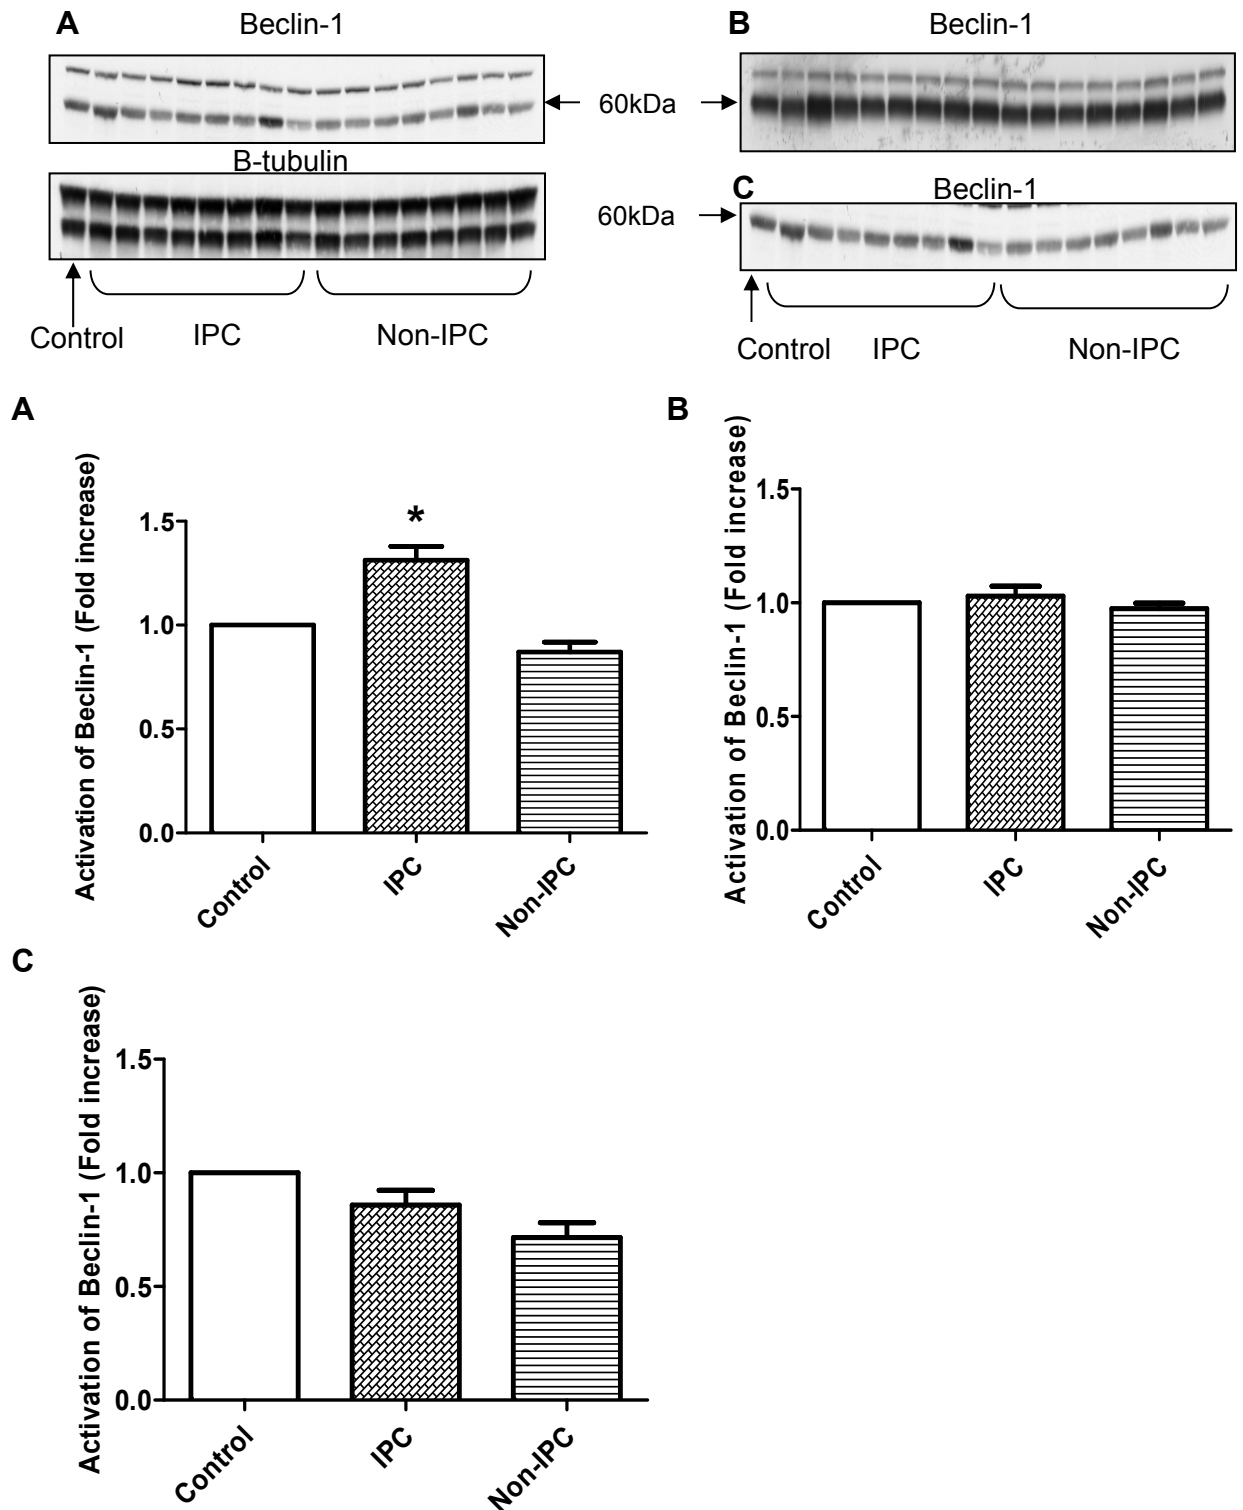 A
Beclin-1
B
Beclin-1
60kDa
B-tubulin
C
Beclin-1
60kDa
Control
IPC
Non-IPC
Control
IPC
Non-IPC
A
Activation of Beclin-1 (Fold increase)
1.5
*
1.0
0.5
0.0
Control
IPC
Non-IPC
B
Activation of Beclin-1 (Fold increase)
1.5
1.0
0.5
0.0
Control
IPC
Non-IPC
C
Activation of Beclin-1 (Fold increase)
1.5
1.0
0.5
0.0
Control
IPC
Non-IPC